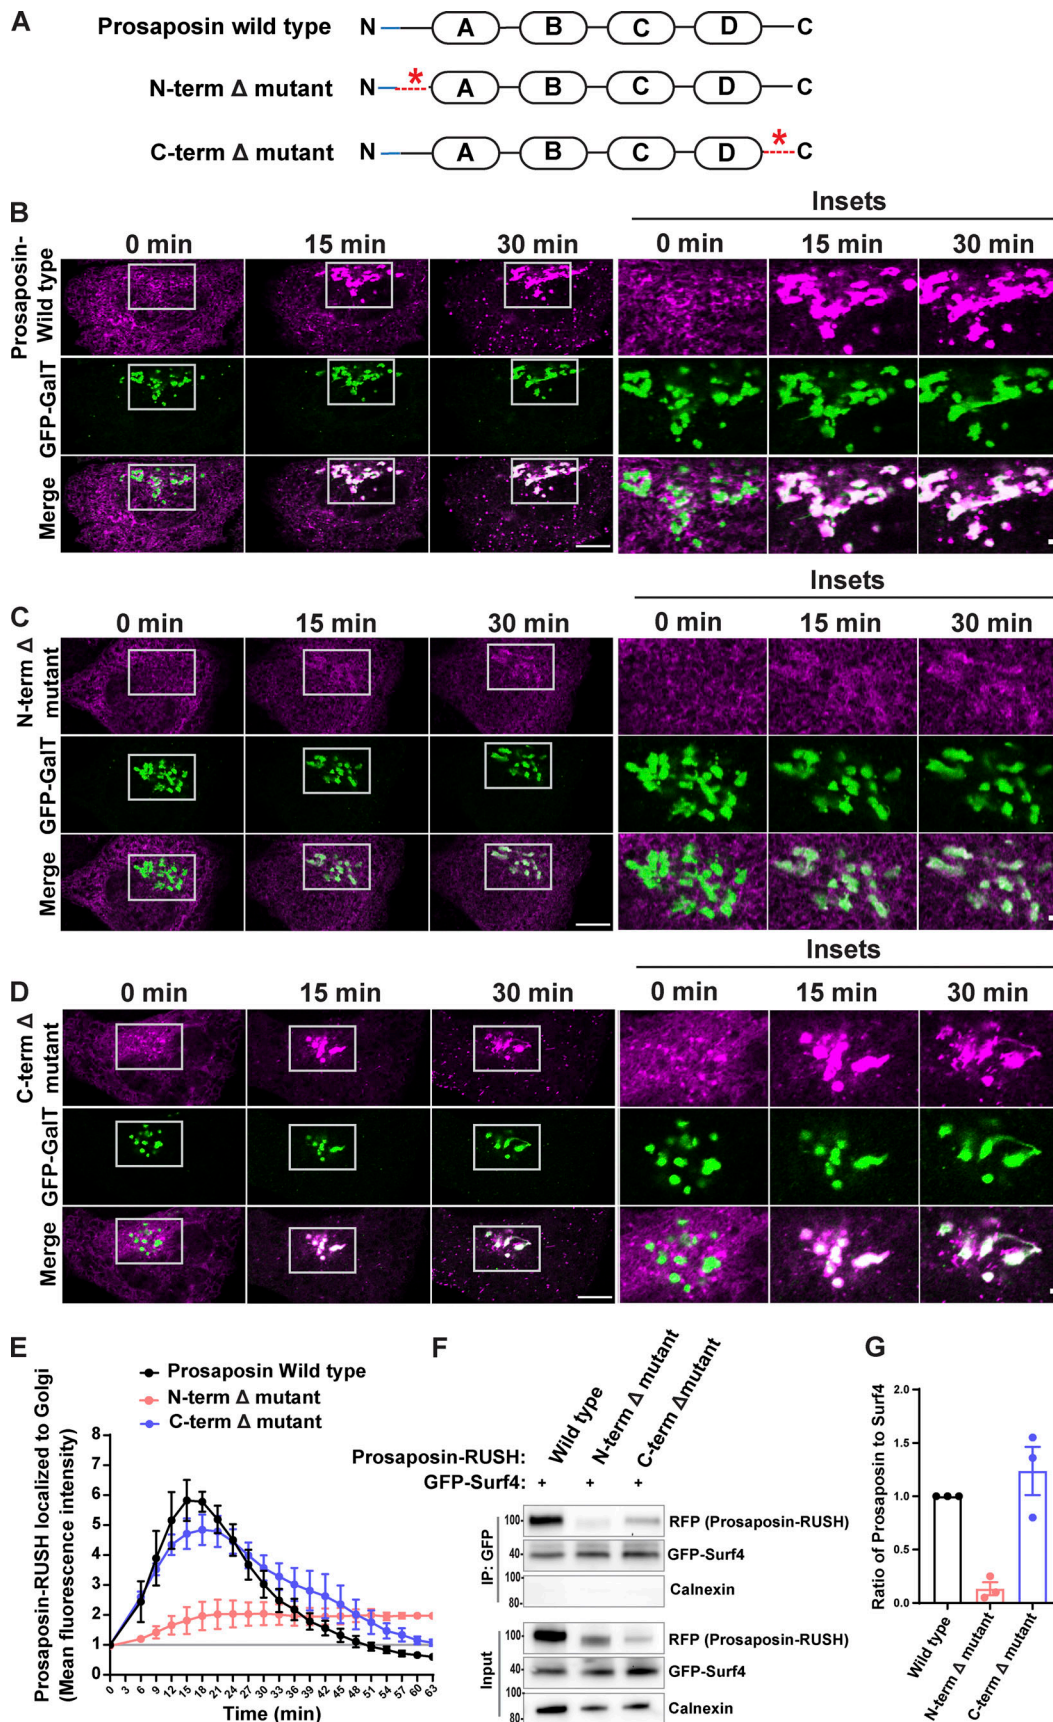 A
Prosaposin wild type N A B C D C
N-term Δ mutant N * A B C D C
C-term Δ mutant N A B C D * C
B
Insets
0 min 15 min 30 min 0 min 15 min 30 min
Prosaposin-
Wild type
GFP-GalT
Merge
C
Insets
0 min 15 min 30 min 0 min 15 min 30 min
N-term Δ
mutant
GFP-GalT
Merge
D
Insets
0 min 15 min 30 min 0 min 15 min 30 min
C-term Δ
mutant
GFP-GalT
Merge
E
Prosaposin Wild type
N-term Δ mutant
C-term Δ mutant
Prosaposin-RUSH localized to Golgi
(Mean fluorescence intensity)
8
7
6
5
4
3
2
1
0
0 3 6 9 12 15 18 21 24 27 30 33 36 39 42 45 48 51 54 57 60 63
Time (min)
F
Wild type
N-term Δ mutant
C-term Δmutant
Prosaposin-RUSH:
GFP-Surf4: + + +
IP: GFP
100 RFP (Prosaposin-RUSH)
40 GFP-Surf4
100
80
Calnexin
Input
100 RFP (Prosaposin-RUSH)
40 GFP-Surf4
100
80
Calnexin
G
Ratio of Prosaposin to Surf4
2.0
1.5
1.0
0.5
0.0
Wild type
N-term Δ mutant
C-term Δ mutant